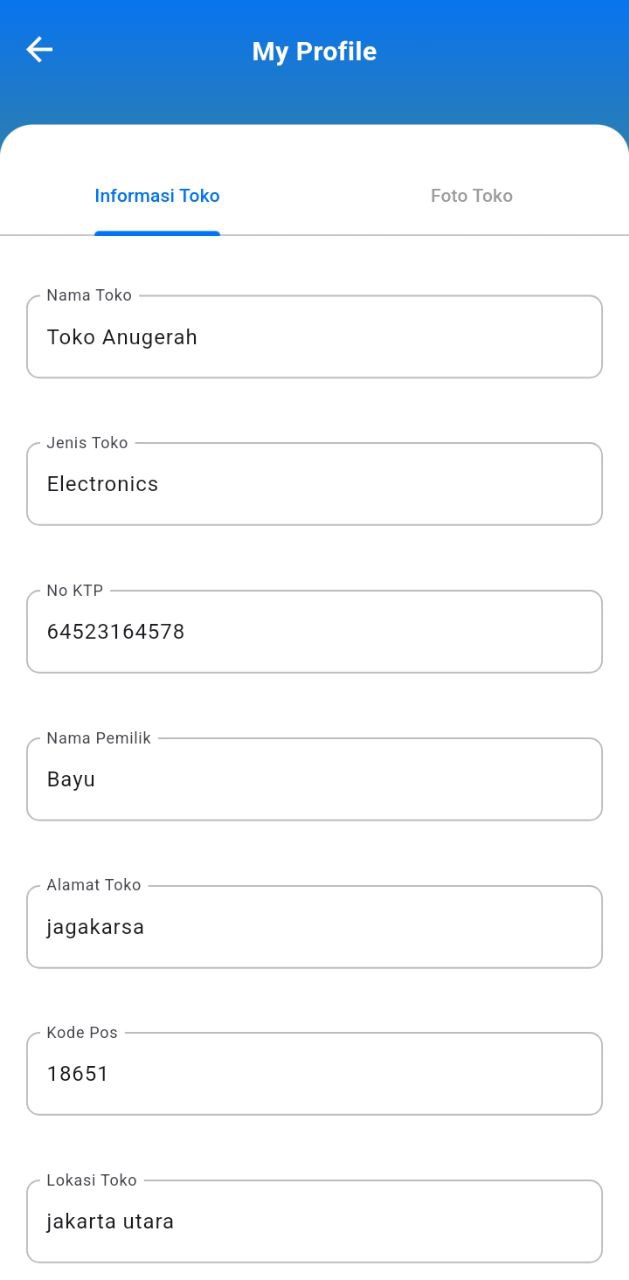 My Profile
Informasi Toko
Foto Toko
Nama Toko
Toko Anugerah
Jenis Toko
Electronics
No KTP
64523164578
Nama Pemilik
Bayu
Alamat Toko
jagakarsa
Kode Pos
18651
Lokasi Toko
jakarta utara